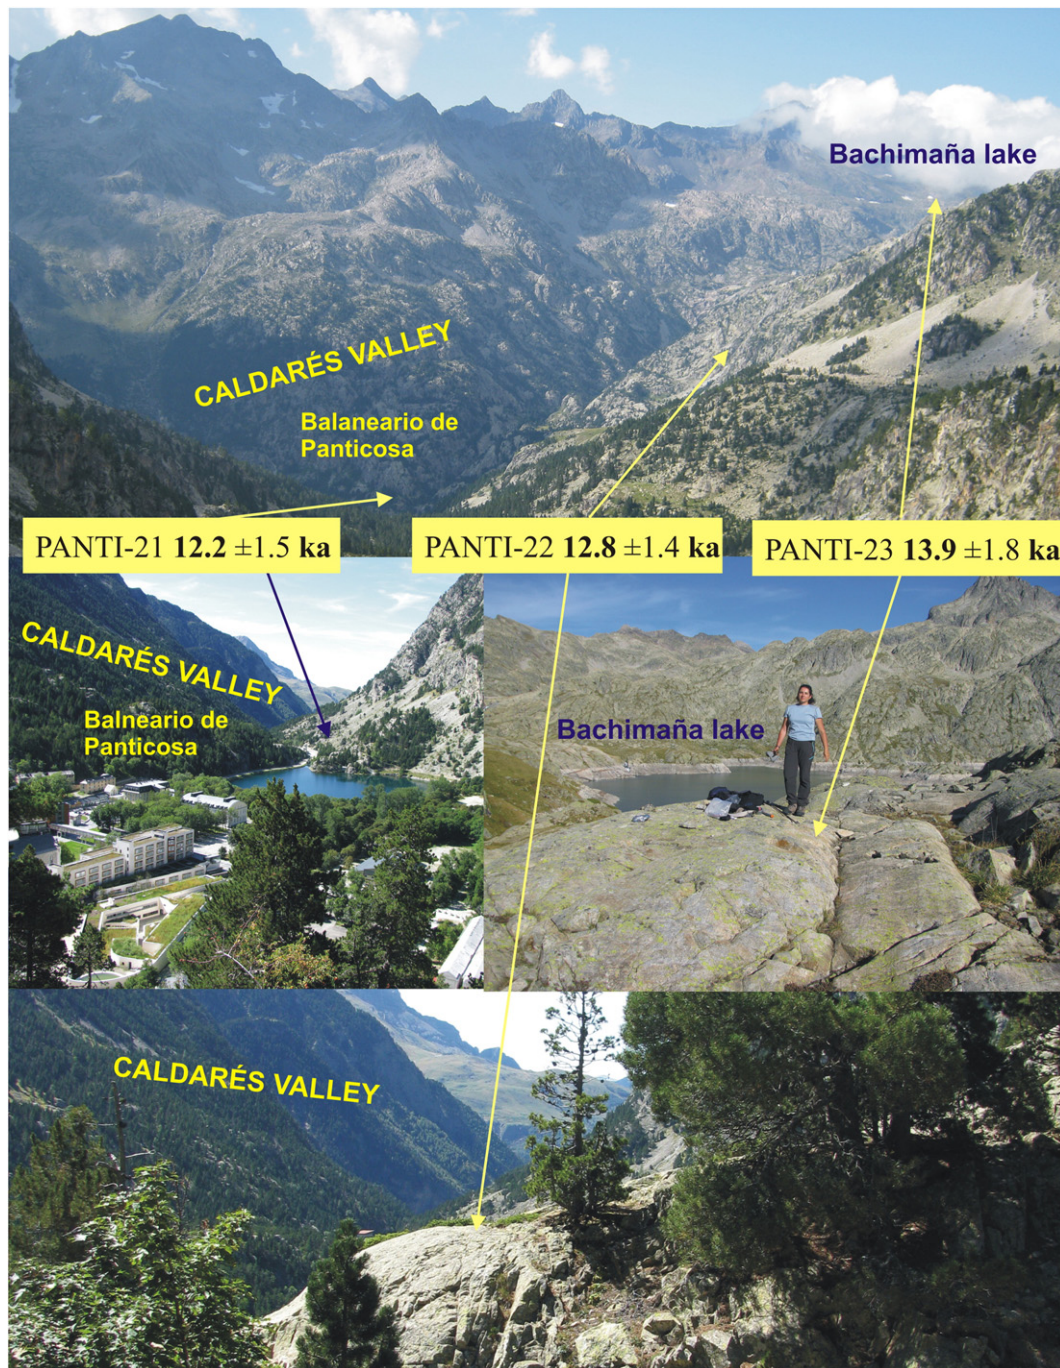 Bachimaña lake
CALDARÉS VALLEY
Balaneario de
Panticosa
PANTI-21 12.2 ±1.5 ka
PANTI-22 12.8 ±1.4 ka
PANTI-23 13.9 ±1.8 ka
CALDARÉS VALLEY
Balneario de
Panticosa
Bachimaña lake
CALDARÉS VALLEY